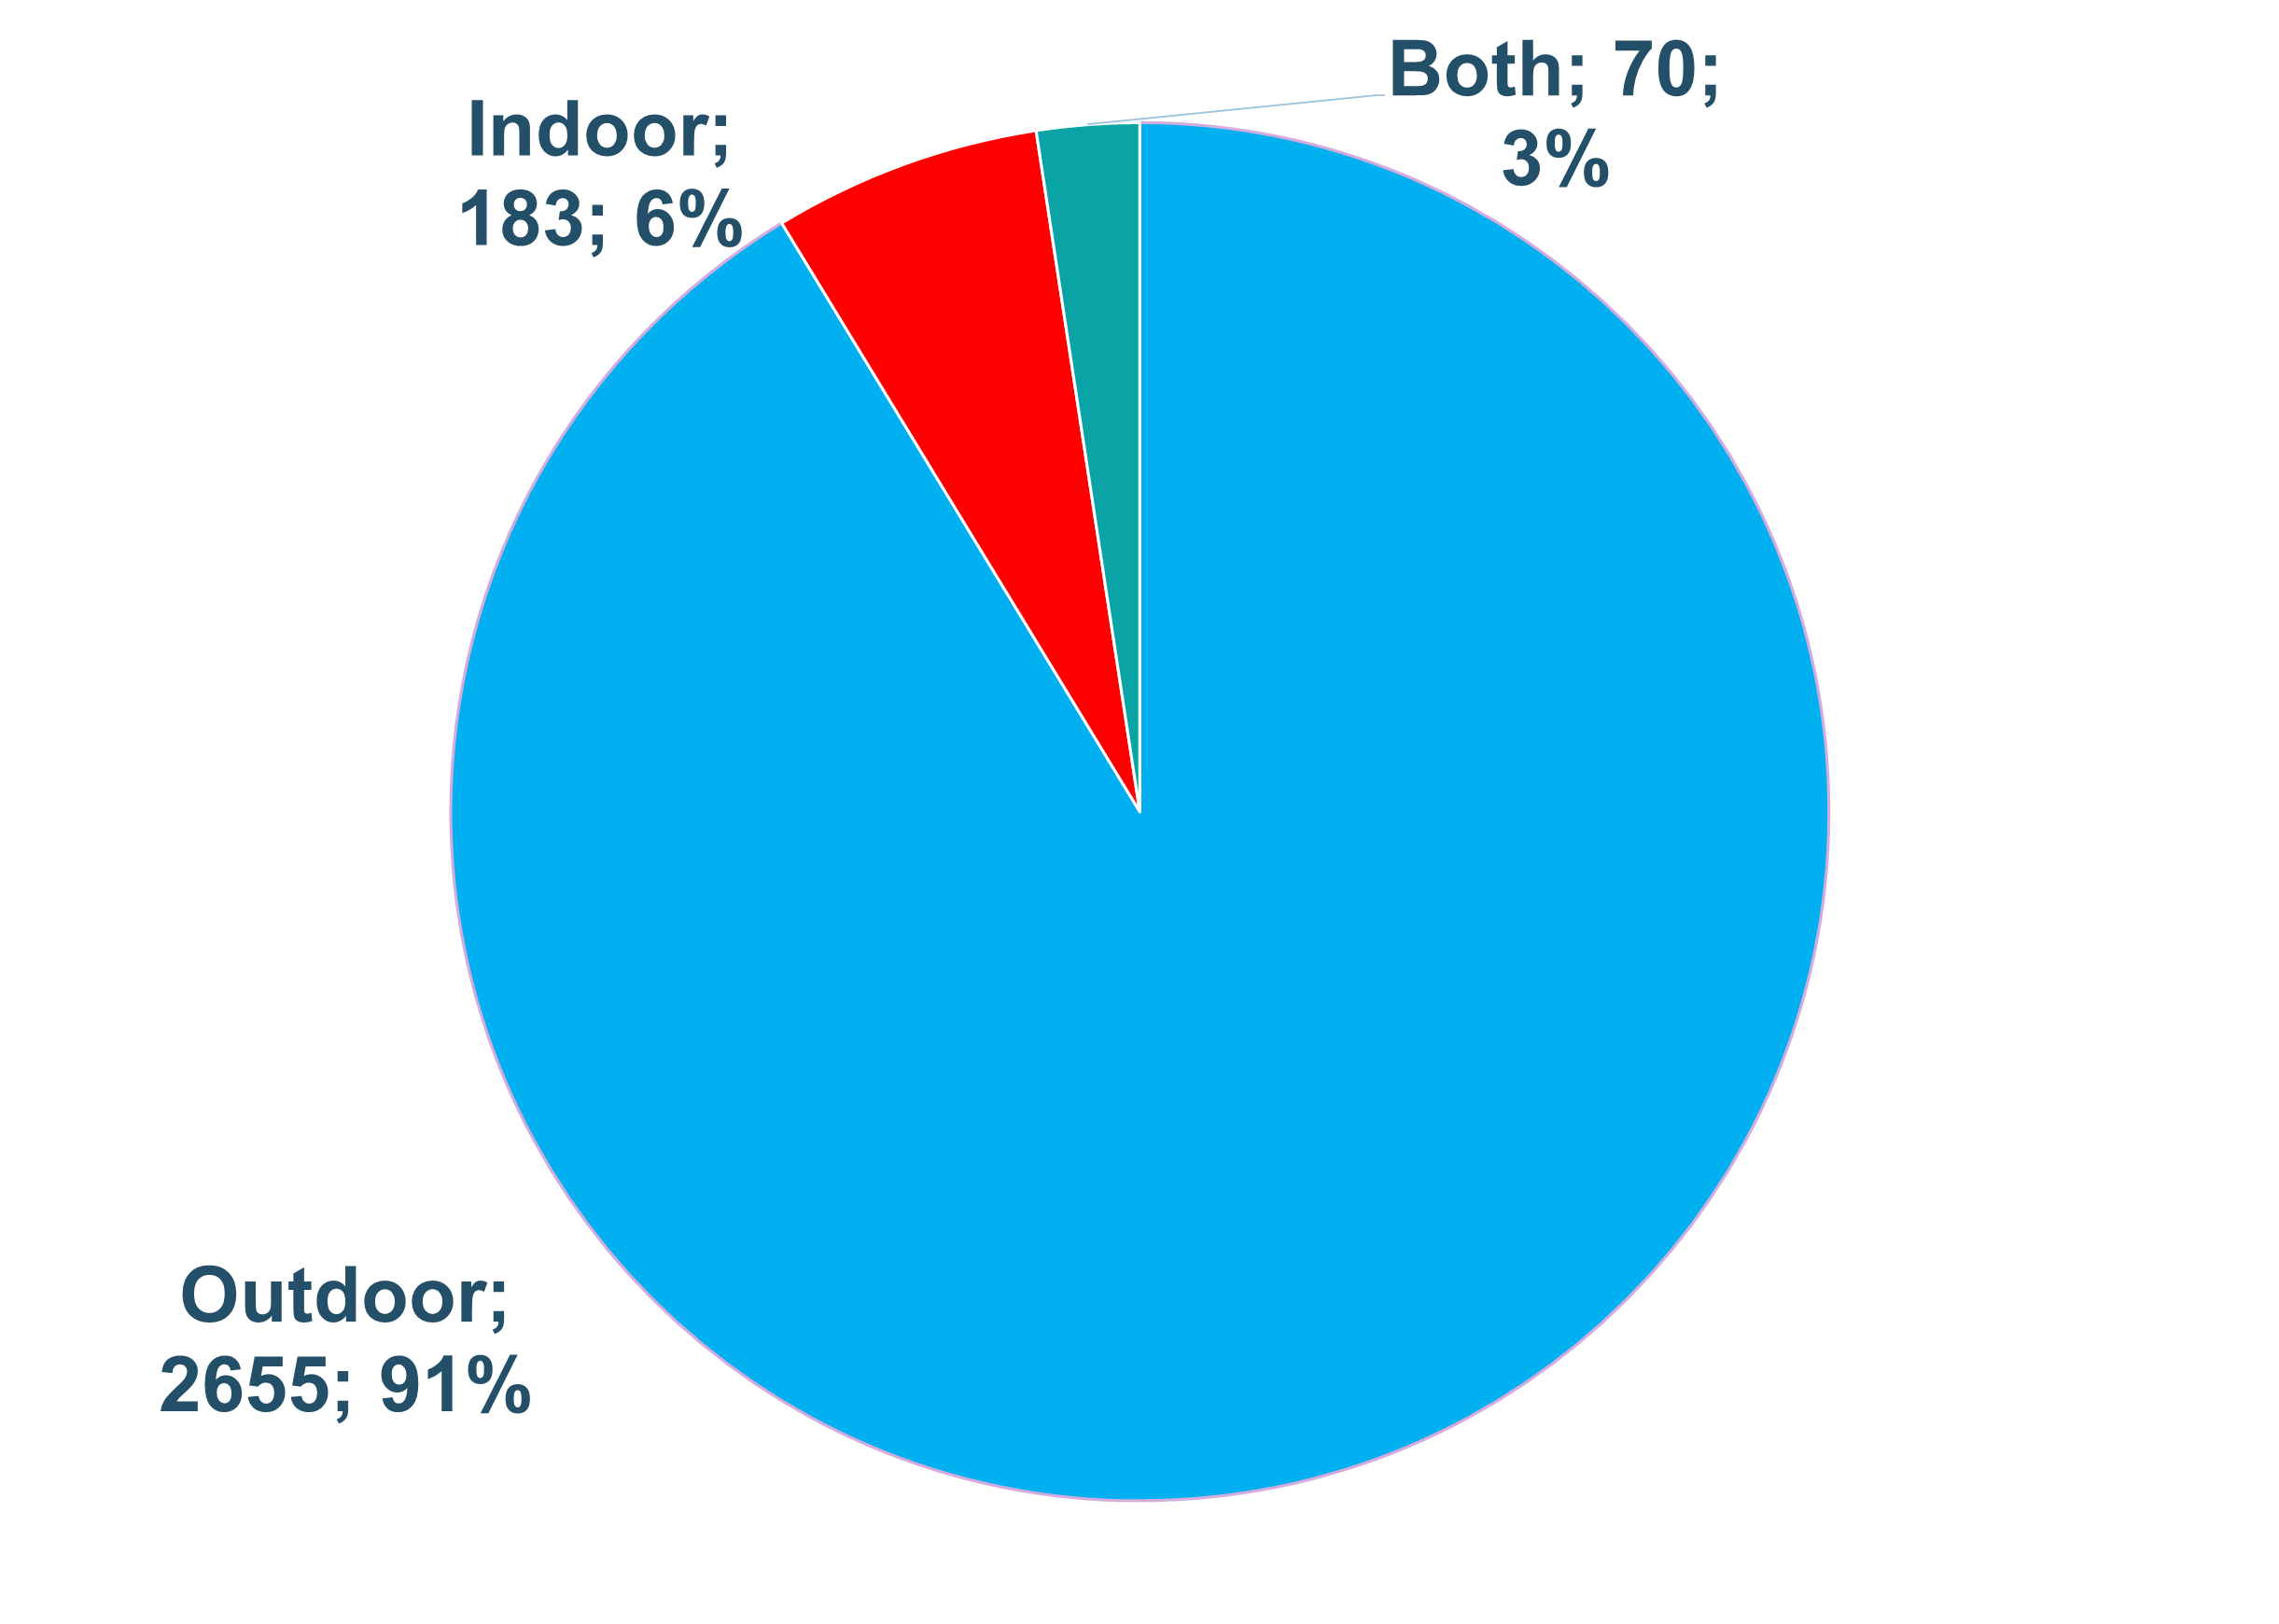 Both; 70;
3%
Indoor;
183; 6%
Outdoor;
2655; 91%